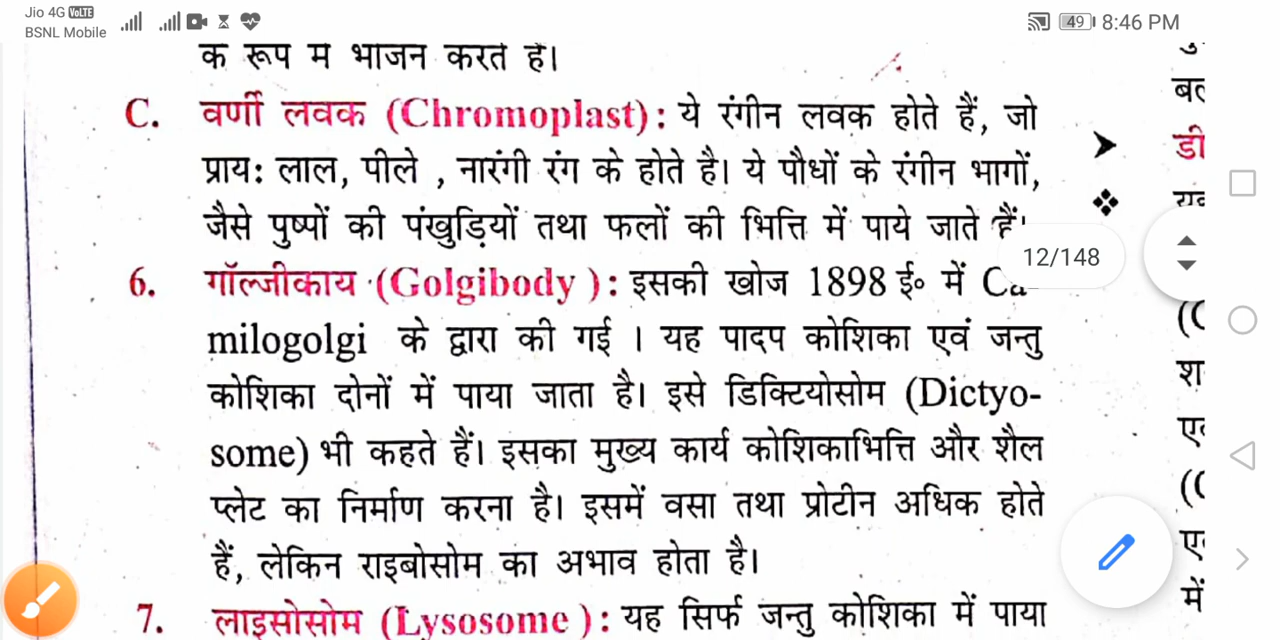 Jio 4G VoLTE
BSNL Mobile
49
8:46 PM
के रूप में भोजन करते हैं।
C. वर्णी लवक (Chromoplast) : ये रंगीन लवक होते हैं, जो
प्राय: लाल, पीले , नारंगी रंग के होते है। ये पौधों के रंगीन भागों,
जैसे पुष्पों की पंखुड़ियों तथा फलों की भित्ति में पाये जाते हैं।
12/148
6. गॉल्जीकाय (Golgibody ) : इसकी खोज 1898 ई० में Ca-
milogolgi के द्वारा की गई । यह पादप कोशिका एवं जन्तु
कोशिका दोनों में पाया जाता है। इसे डिक्टियोसोम (Dictyo-
some) भी कहते हैं। इसका मुख्य कार्य कोशिकाभित्ति और शैल
प्लेट का निर्माण करना है। इसमें वसा तथा प्रोटीन अधिक होते
हैं, लेकिन राइबोसोम का अभाव होता है।
7. लाइसोसोम (Lysosome ) : यह सिर्फ जन्तु कोशिका में पाया
डी
में